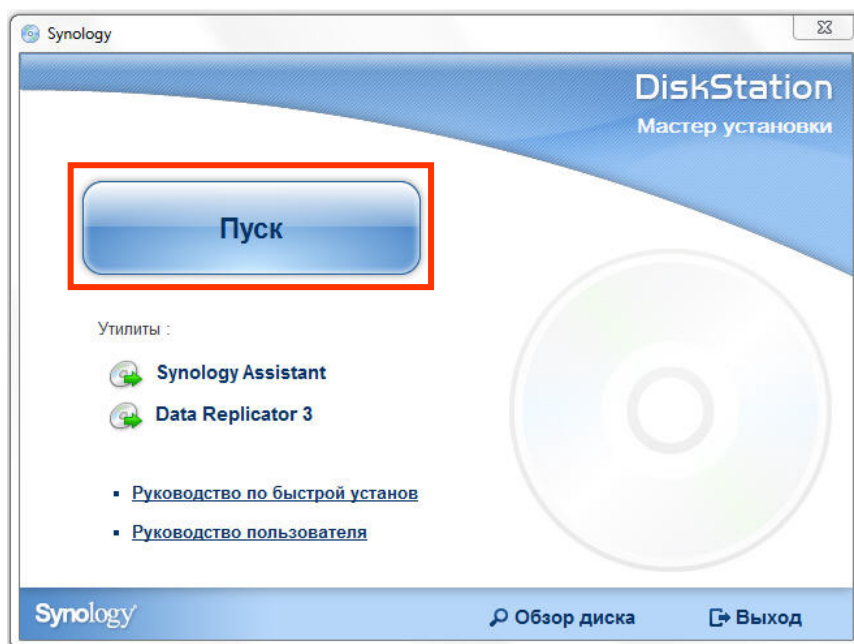 Synology
DiskStation
Мастер установки
Пуск
Утилиты :
Synology Assistant
Data Replicator 3
Руководство по быстрой установ
Руководство пользователя
Synology
Обзор диска
Выход